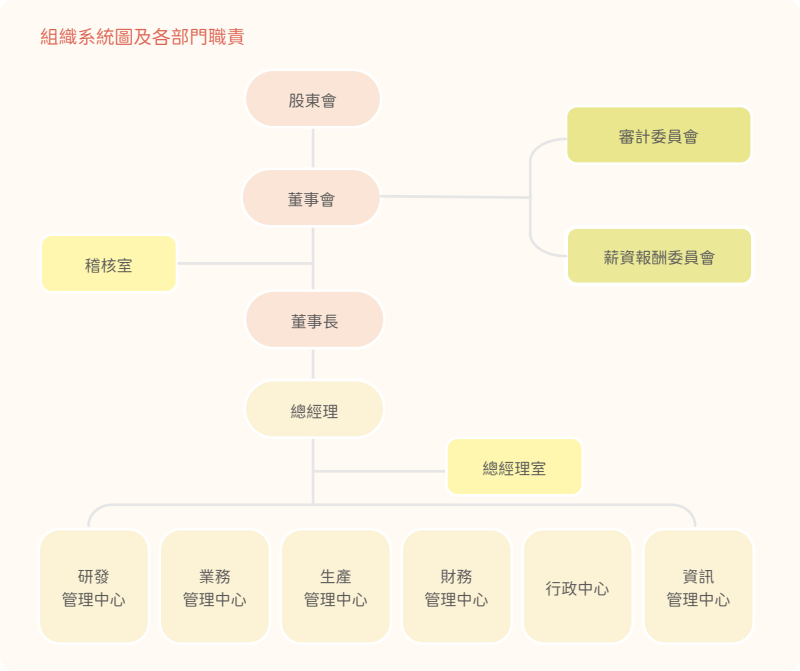 組織系統圖及各部門職責
股東會
審計委員會
董事會
薪資報酬委員會
稽核室
董事長
總經理
總經理室
研發
管理中心
業務
管理中心
生產
管理中心
財務
管理中心
行政中心
資訊
管理中心